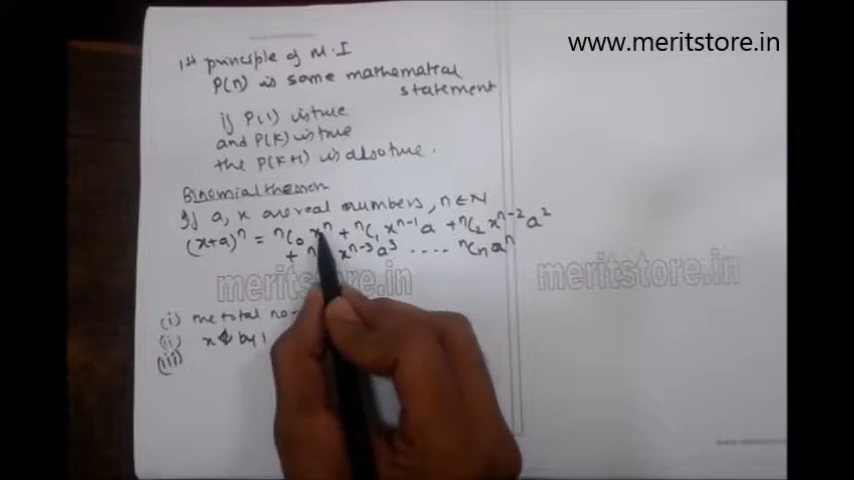 www.meritstore.in
1st principle of M.I
P(n) is some mathematical
statement
if P(1) is true
and P(K) is true
the P(K+1) is also true.
Binomial theorem
If a, x are real numbers, n ∈ N
(x+a)ⁿ = ⁿC₀ xⁿ + ⁿC₁ xⁿ⁻¹ a + ⁿC₂ xⁿ⁻² a²
+ ⁿ xⁿ⁻³ a³ .... ⁿCₙ aⁿ
meritstore.in
meritstore.in
(i) the total no
(ii) x by 1
(iii)